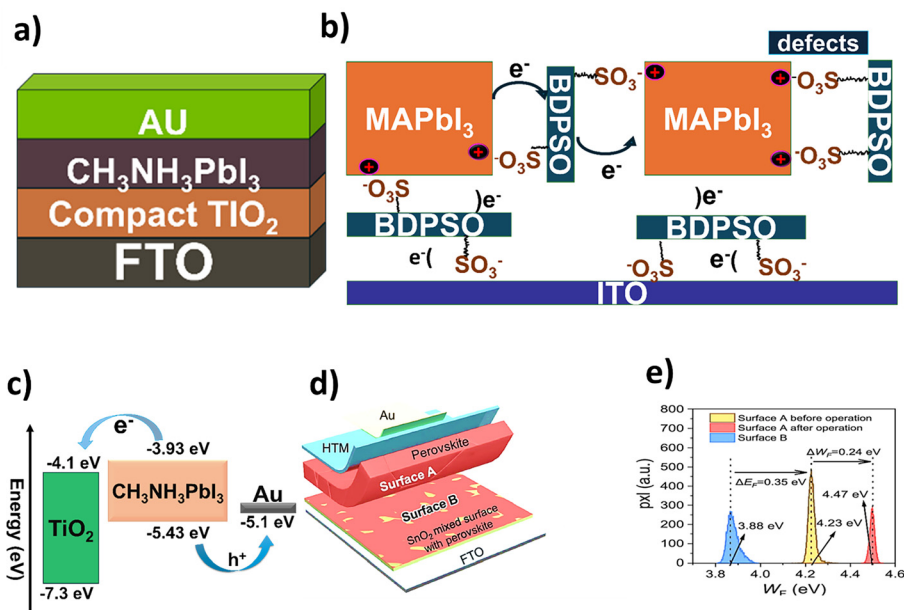 a)
AU
CH₃NH₃PbI₃
Compact TIO₂
FTO
b)
defects
e⁻
SO₃⁻
⁻O₃S
MAPbI₃
BDPSO
MAPbI₃
BDPSO
+
+
+
+
+
⁻O₃S
e⁻
⁻O₃S
⁻O₃S
)e⁻
)e⁻
BDPSO
BDPSO
e⁻(
SO₃⁻
⁻O₃S
e⁻(
SO₃⁻
ITO
c)
Energy (eV)
e⁻
-4.1 eV
-3.93 eV
TiO₂
CH₃NH₃PbI₃
Au
-5.1 eV
-5.43 eV
h⁺
-7.3 eV
d)
Au
HTM
Perovskite
Surface A
Surface B
SnO₂ mixed surface
with perovskite
FTO
e)
pxl (a.u.)
800
700
600
500
400
300
200
100
0
Surface A before operation
Surface A after operation
Surface B
ΔW_F=0.24 eV
ΔE_F=0.35 eV
4.47 eV
3.88 eV
4.23 eV
3.8 4.0 4.2 4.4 4.6
W_F (eV)